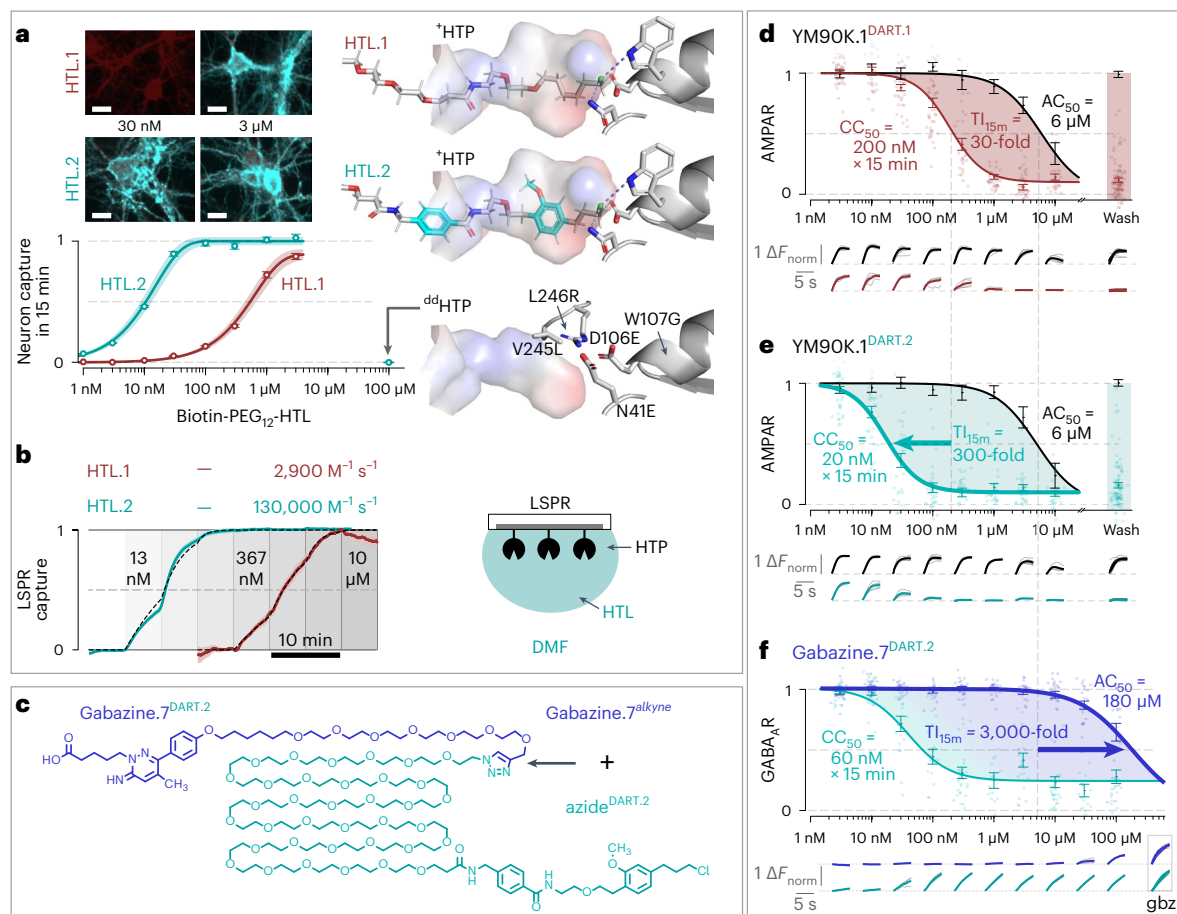 a
HTL.1
30 nM
3 µM
HTL.2
HTL.1
⁺HTP
HTL.2
⁺HTP
ᵈᵈHTP
L246R
D106E
W107G
V245L
N41E
Neuron capture
in 15 min
1
0
HTL.2
HTL.1
1 nM 10 nM 100 nM 1 µM 10 µM 100 µM
Biotin-PEG₁₂-HTL
b
HTL.1 — 2,900 M⁻¹ s⁻¹
HTL.2 — 130,000 M⁻¹ s⁻¹
LSPR
capture
1
0
13
nM
367
nM
10
µM
10 min
LSPR
HTP
HTL
DMF
c
Gabazine.7ᴰᴬᴿᵀ·²
Gabazine.7ᵃˡᵏʸⁿᵉ
+
azideᴰᴬᴿᵀ·²
d
YM90K.1ᴰᴬᴿᵀ·¹
AMPAR
1
0
CC₅₀ =
200 nM
× 15 min
TI₁₅ₘ =
30-fold
AC₅₀ =
6 µM
1 nM 10 nM 100 nM 1 µM 10 µM Wash
1 ΔFₙₒᵣₘ
5 s
e
YM90K.1ᴰᴬᴿᵀ·²
AMPAR
1
0
CC₅₀ =
20 nM
× 15 min
TI₁₅ₘ =
300-fold
AC₅₀ =
6 µM
1 nM 10 nM 100 nM 1 µM 10 µM Wash
1 ΔFₙₒᵣₘ
5 s
f
Gabazine.7ᴰᴬᴿᵀ·²
GABA_AR
1
0
CC₅₀ =
60 nM
× 15 min
TI₁₅ₘ = 3,000-fold
AC₅₀ =
180 µM
1 nM 10 nM 100 nM 1 µM 10 µM 100 µM
1 ΔFₙₒᵣₘ
5 s
gbz